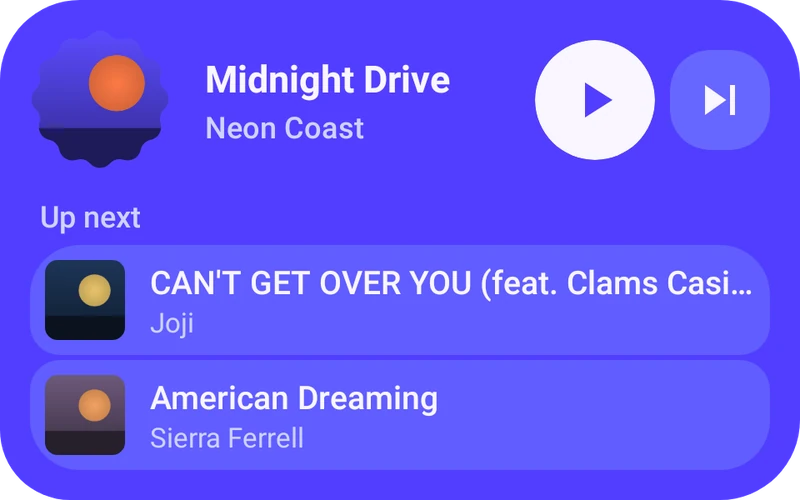 Midnight Drive
Neon Coast
Up next
CAN'T GET OVER YOU (feat. Clams Casi...
Joji
American Dreaming
Sierra Ferrell